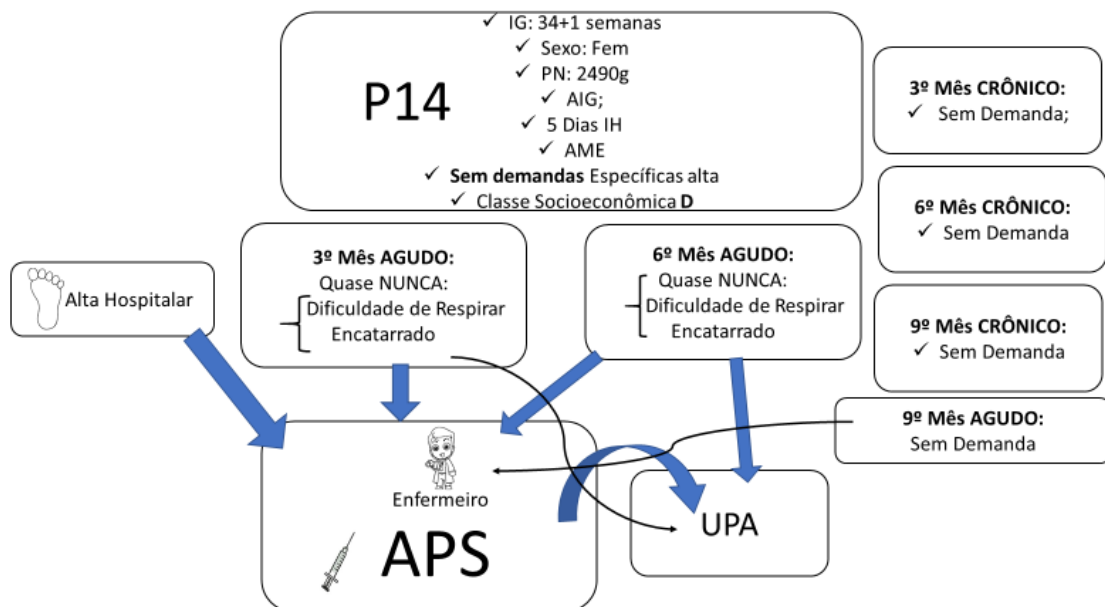 P14
✓ IG: 34+1 semanas
✓ Sexo: Fem
✓ PN: 2490g
✓ AIG;
✓ 5 Dias IH
✓ AME
✓ Sem demandas Específicas alta
✓ Classe Socioeconômica D
3º Mês CRÔNICO:
✓ Sem Demanda;
6º Mês CRÔNICO:
✓ Sem Demanda
9º Mês CRÔNICO:
✓ Sem Demanda
9º Mês AGUDO:
Sem Demanda
Alta Hospitalar
3º Mês AGUDO:
Quase NUNCA:
Dificuldade de Respirar
Encatarrado
6º Mês AGUDO:
Quase NUNCA:
Dificuldade de Respirar
Encatarrado
Enfermeiro
APS
UPA